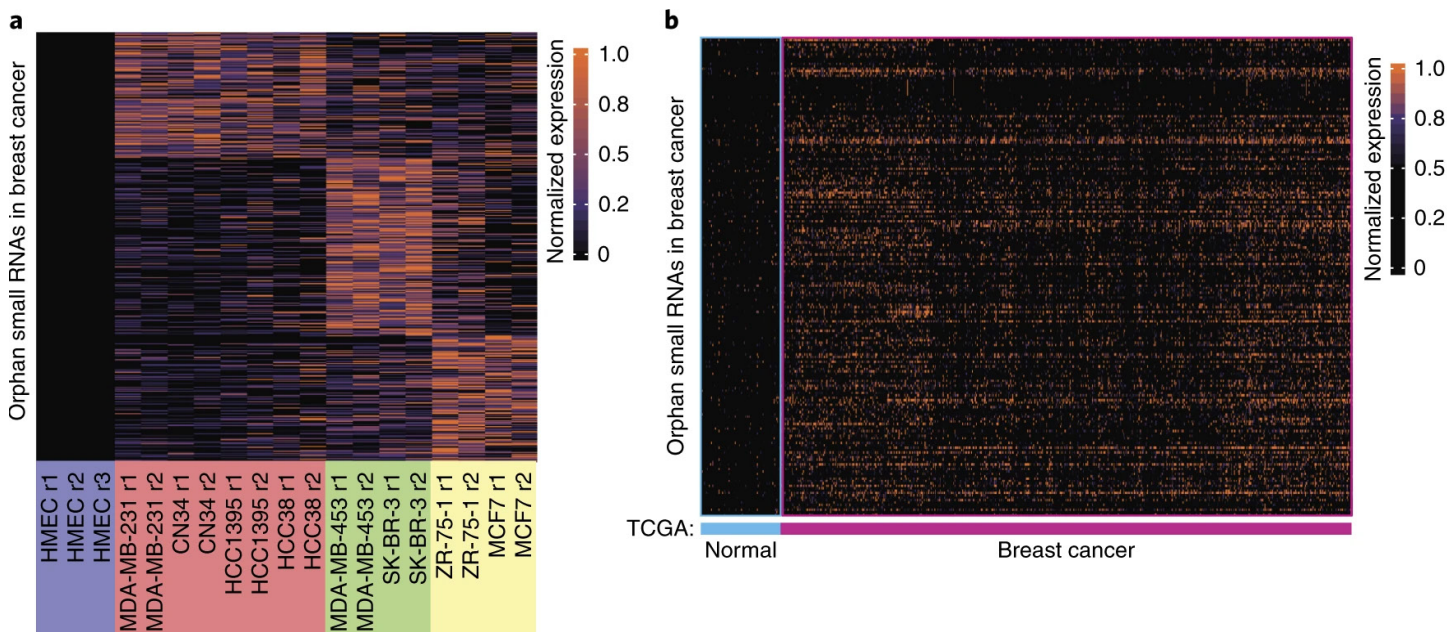 a
Orphan small RNAs in breast cancer
Normalized expression
1.0
0.8
0.5
0.2
0
HMEC r1
HMEC r2
HMEC r3
MDA-MB-231 r1
MDA-MB-231 r2
CN34 r1
CN34 r2
HCC1395 r1
HCC1395 r2
HCC38 r1
HCC38 r2
MDA-MB-453 r1
MDA-MB-453 r2
SK-BR-3 r1
SK-BR-3 r2
ZR-75-1 r1
ZR-75-1 r2
MCF7 r1
MCF7 r2
b
Orphan small RNAs in breast cancer
Normalized expression
1.0
0.8
0.5
0.2
0
TCGA:
Normal
Breast cancer